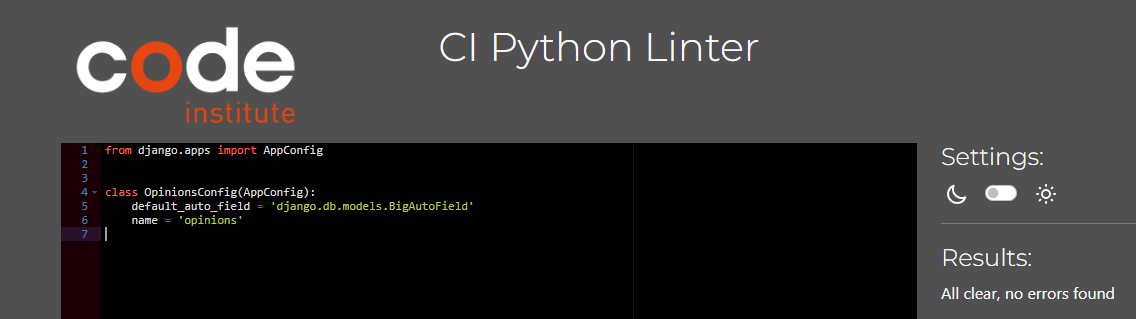 code
institute
CI Python Linter
1 from django.apps import AppConfig
2
3
4 class OpinionsConfig(AppConfig):
5     default_auto_field = 'django.db.models.BigAutoField'
6     name = 'opinions'
7
Settings:
Results:
All clear, no errors found